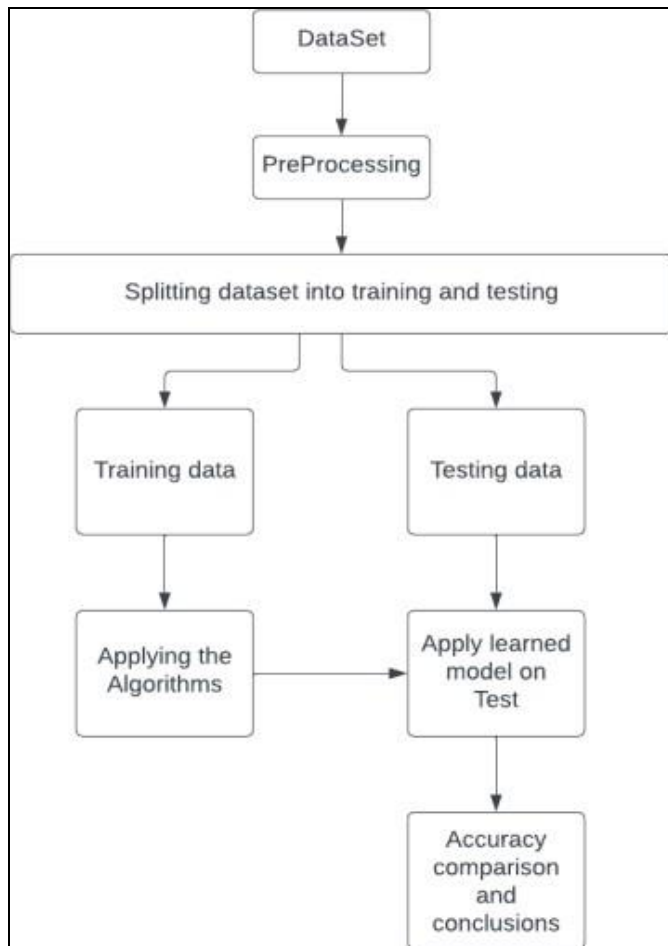 DataSet
PreProcessing
Splitting dataset into training and testing
Training data
Testing data
Applying the
Algorithms
Apply learned
model on
Test
Accuracy
comparison
and
conclusions